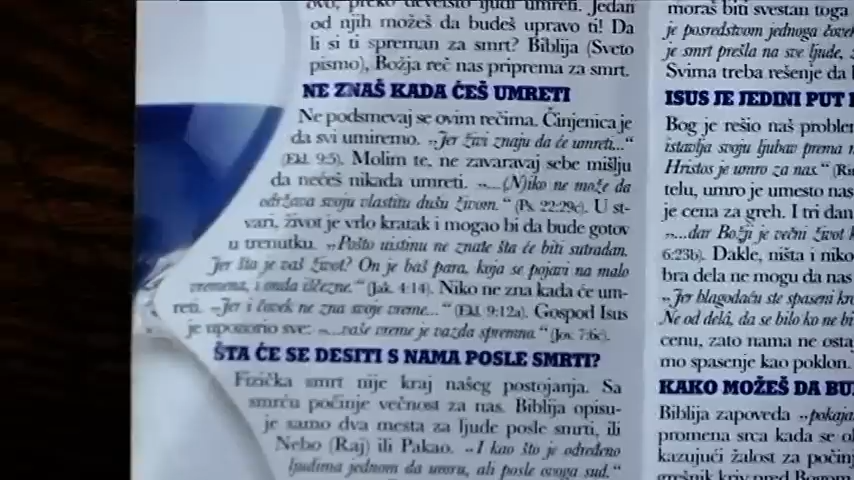 ovo, preko devetsto ljudi umreti. Jedan
od njih možeš da budeš upravo ti! Da
li si ti spreman za smrt? Biblija (Sveto
pismo), Božja reč nas priprema za smrt.
NE ZNAŠ KADA ĆEŠ UMRETI
Ne podsmevaj se ovim rečima. Činjenica je
da svi umiremo. „Jer živi znaju da će umreti...“
(Ekl. 9:5). Molim te, ne zavaravaj sebe mišlju
da nećeš nikada umreti. „...(N)iko ne može da
održava svoju vlastitu dušu živom.“ (Ps. 22:29c). U st-
vari, život je vrlo kratak i mogao bi da bude gotov
u trenutku. „Pošto uistinu ne znate šta će biti sutradan.
Jer šta je vaš život? On je baš para, koja se pojavi na malo
vremena, i onda iščezne.“ (Jak. 4:14). Niko ne zna kada će um-
reti. „Jer i čovek ne zna svoje vreme...“ (Ekl. 9:12a). Gospod Isus
je upozorio sve: „...vaše vreme je vazda spremna.“ (Jov. 7:6c).
ŠTA ĆE SE DESITI S NAMA POSLE SMRTI?
Fizička smrt nije kraj našeg postojanja. Sa
smrću počinje večnost za nas. Biblija opisu-
je samo dva mesta za ljude posle smrti, ili
Nebo (Raj) ili Pakao. „I kao što je određeno
ljudima jednom da umru, ali posle ovoga sud.“
moraš biti svestan toga
je posredstvom jednoga
je smrt prešla na sve ljude,
Svima treba rešenje da
ISUS JE JEDINI PUT
Bog je rešio naš
istavlja svoju ljubav prema
Hristos je umro za nas.“
telu, umro je umesto nas
je cena za greh. I tri dan
„...dar Božji je večni život
6:23b). Dakle, ništa i niko
bra dela ne mogu da nas
„Jer blagodaću ste spaseni
Ne od dela, da se bilo ko ne
cenu, zato nama ne
mo spasenje kao poklon.
KAKO MOŽEŠ DA
Biblija zapoveda
promena srca kada se
kazujući žalost za
grešnik kriv pred Bogom